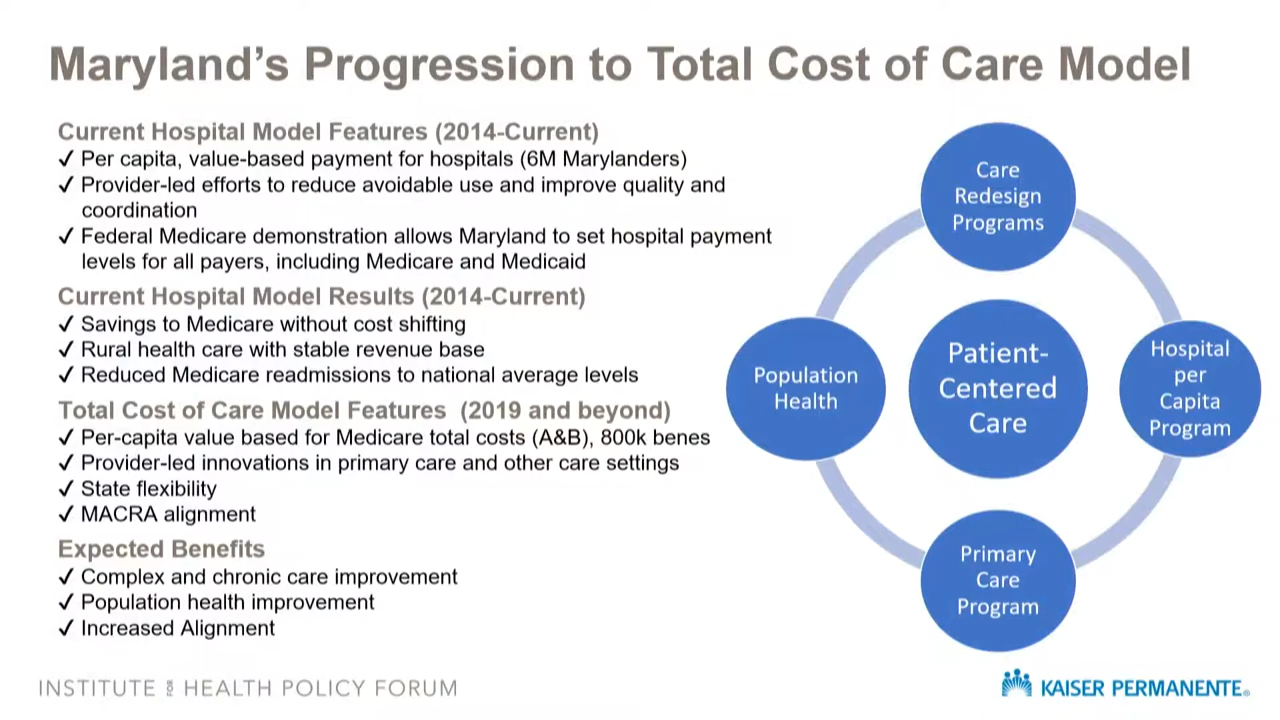 Maryland's Progression to Total Cost of Care Model
Current Hospital Model Features (2014-Current)
✓ Per capita, value-based payment for hospitals (6M Marylanders)
✓ Provider-led efforts to reduce avoidable use and improve quality and
coordination
✓ Federal Medicare demonstration allows Maryland to set hospital payment
levels for all payers, including Medicare and Medicaid
Current Hospital Model Results (2014-Current)
✓ Savings to Medicare without cost shifting
✓ Rural health care with stable revenue base
✓ Reduced Medicare readmissions to national average levels
Total Cost of Care Model Features (2019 and beyond)
✓ Per-capita value based for Medicare total costs (A&B), 800k benes
✓ Provider-led innovations in primary care and other care settings
✓ State flexibility
✓ MACRA alignment
Expected Benefits
✓ Complex and chronic care improvement
✓ Population health improvement
✓ Increased Alignment
Care
Redesign
Programs
Population
Health
Patient-
Centered
Care
Hospital
per
Capita
Program
Primary
Care
Program
INSTITUTE FOR HEALTH POLICY FORUM
KAISER PERMANENTE®